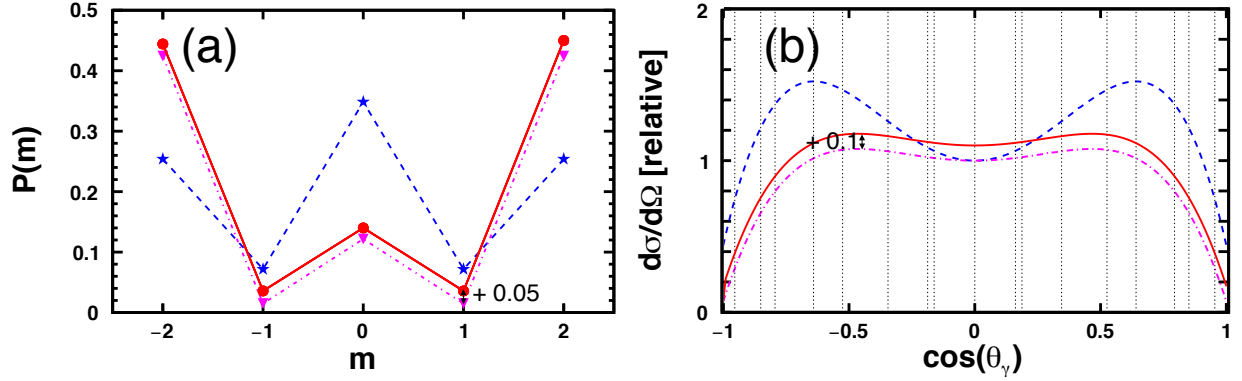 (a)
P(m)
0.5
0.4
0.3
0.2
0.1
0
+ 0.05
−2 −1 0 1 2
m
(b)
dσ/dΩ [relative]
2
1
0
+ 0.1
−1 −0.5 0 0.5 1
cos(θγ)